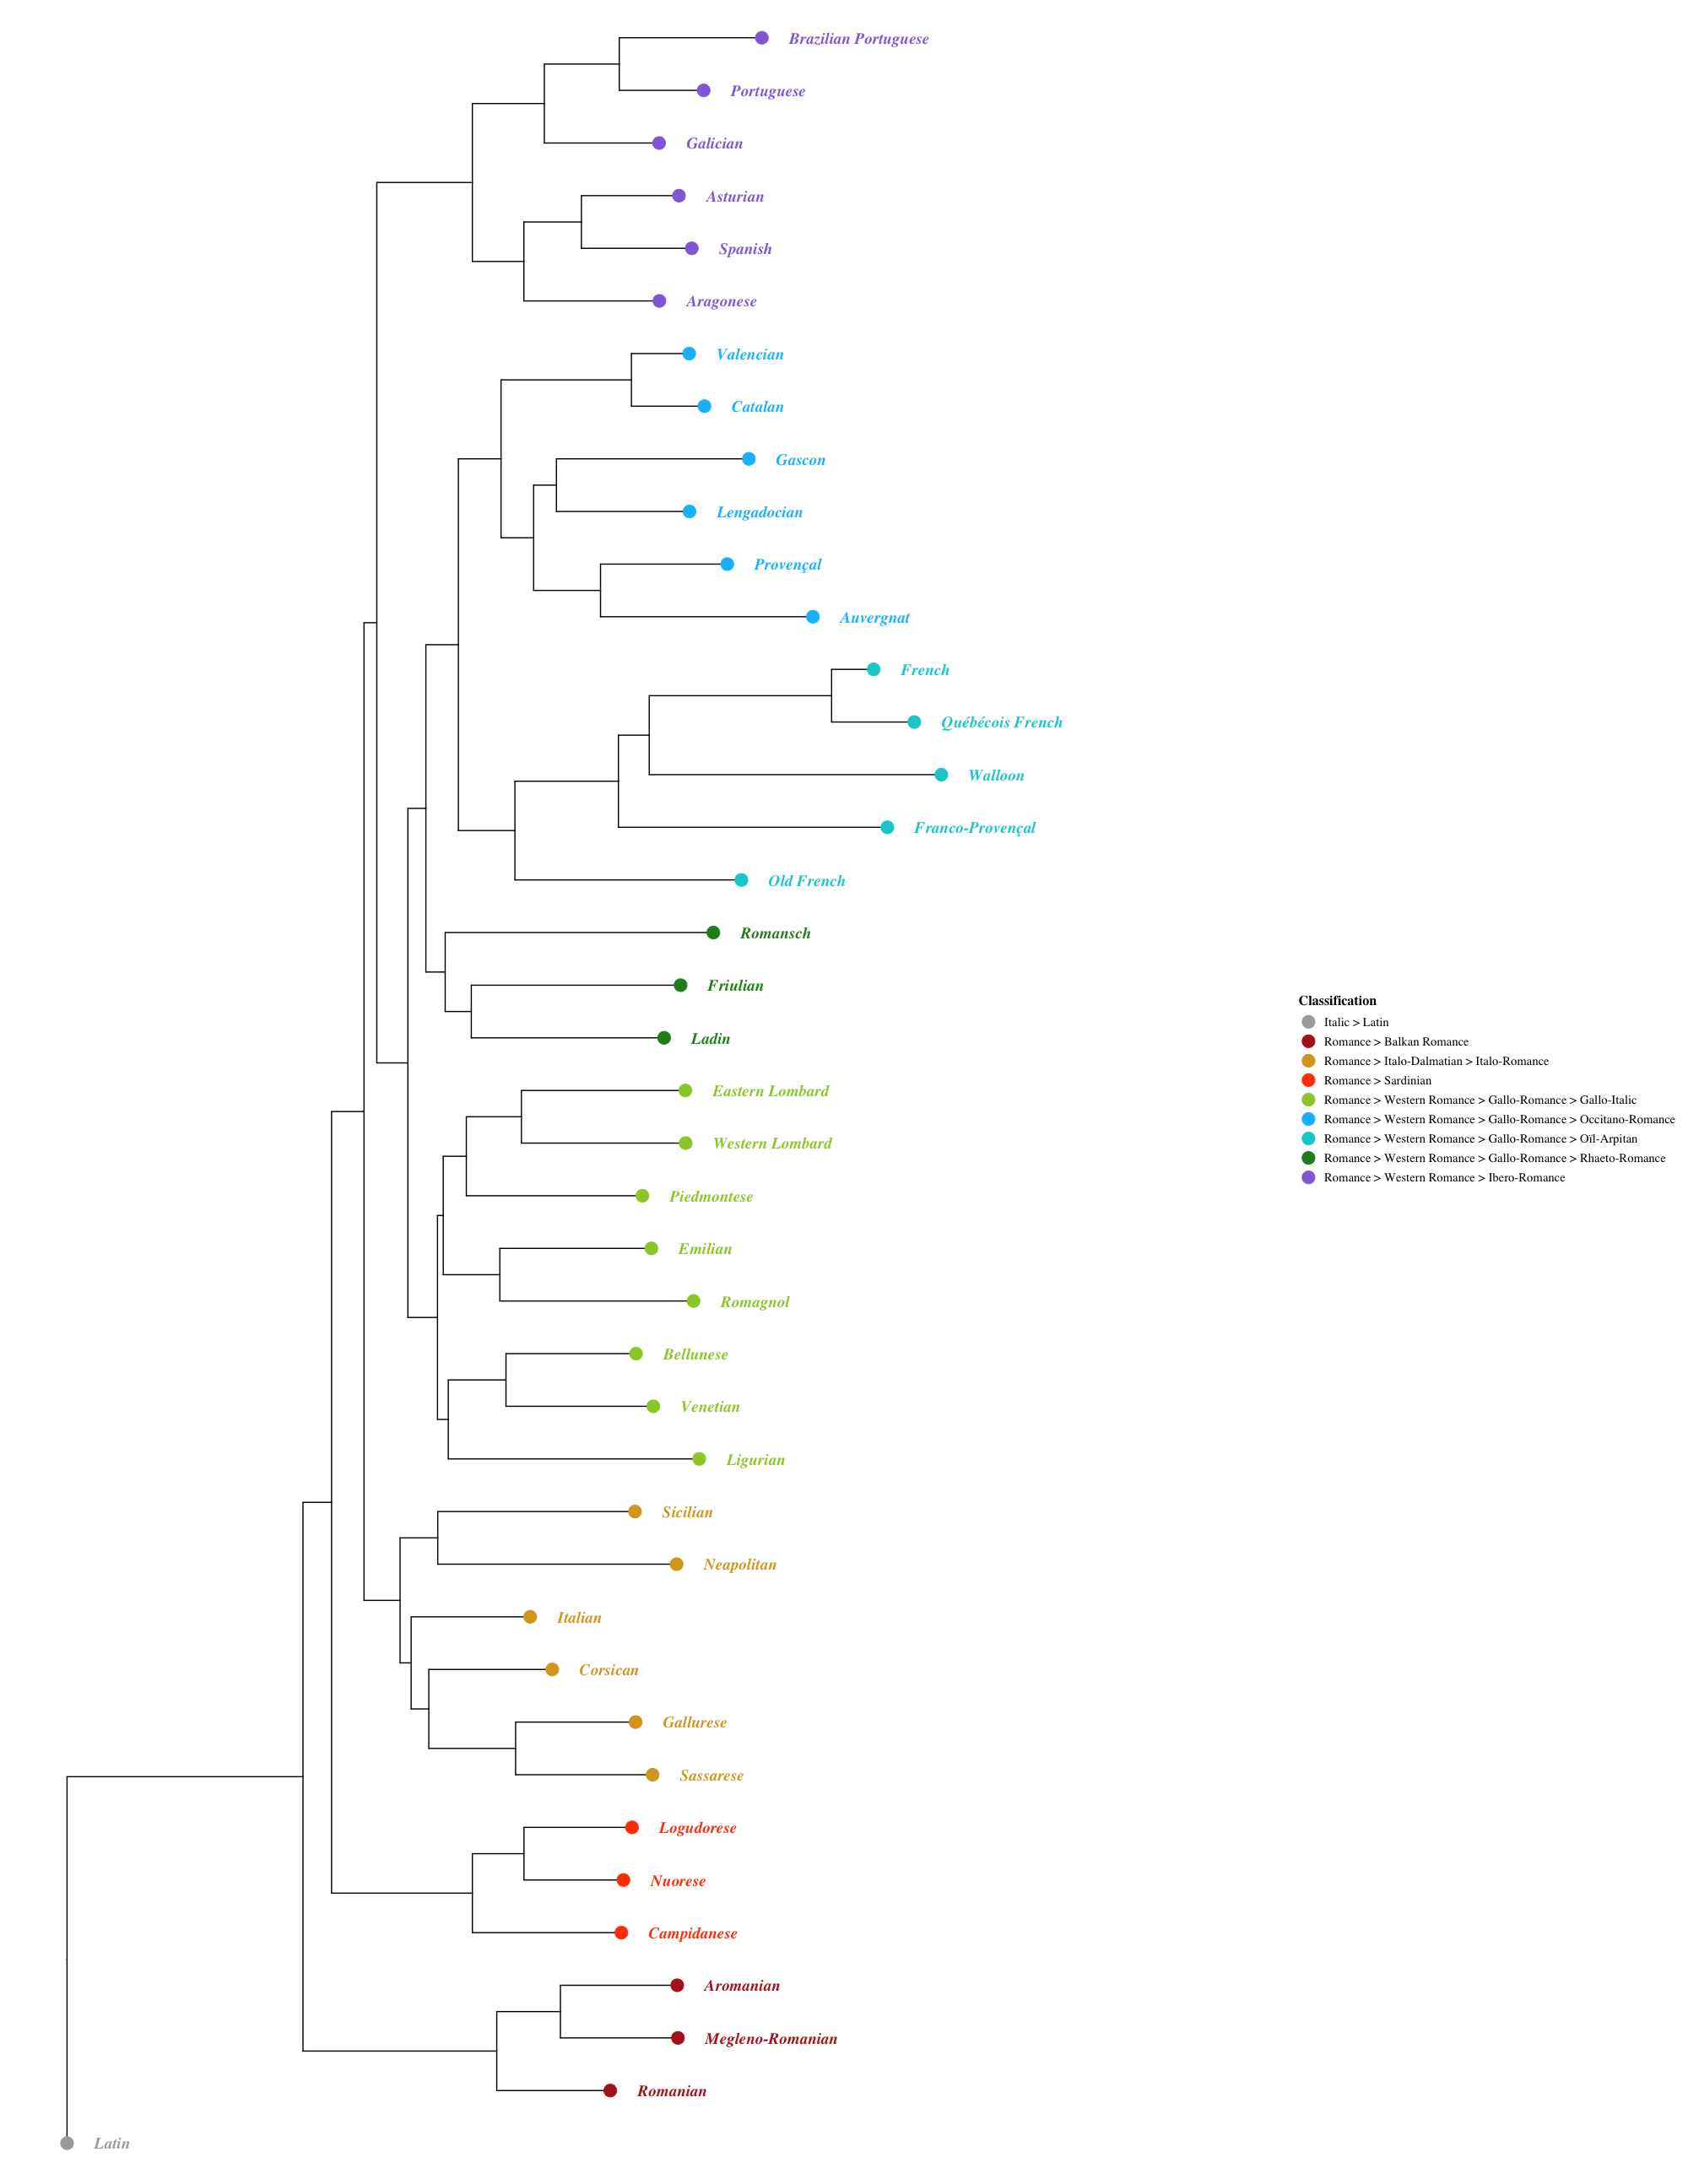 Brazilian Portuguese
Portuguese
Galician
Asturian
Spanish
Aragonese
Valencian
Catalan
Gascon
Lengadocian
Provençal
Auvergnat
French
Québécois French
Walloon
Franco-Provençal
Old French
Romansch
Friulian
Ladin
Eastern Lombard
Western Lombard
Piedmontese
Emilian
Romagnol
Bellunese
Venetian
Ligurian
Sicilian
Neapolitan
Italian
Corsican
Gallurese
Sassarese
Logudorese
Nuorese
Campidanese
Aromanian
Megleno-Romanian
Romanian
Latin
Classification
Italic > Latin
Romance > Balkan Romance
Romance > Italo-Dalmatian > Italo-Romance
Romance > Sardinian
Romance > Western Romance > Gallo-Romance > Gallo-Italic
Romance > Western Romance > Gallo-Romance > Occitano-Romance
Romance > Western Romance > Gallo-Romance > Oïl-Arpitan
Romance > Western Romance > Gallo-Romance > Rhaeto-Romance
Romance > Western Romance > Ibero-Romance